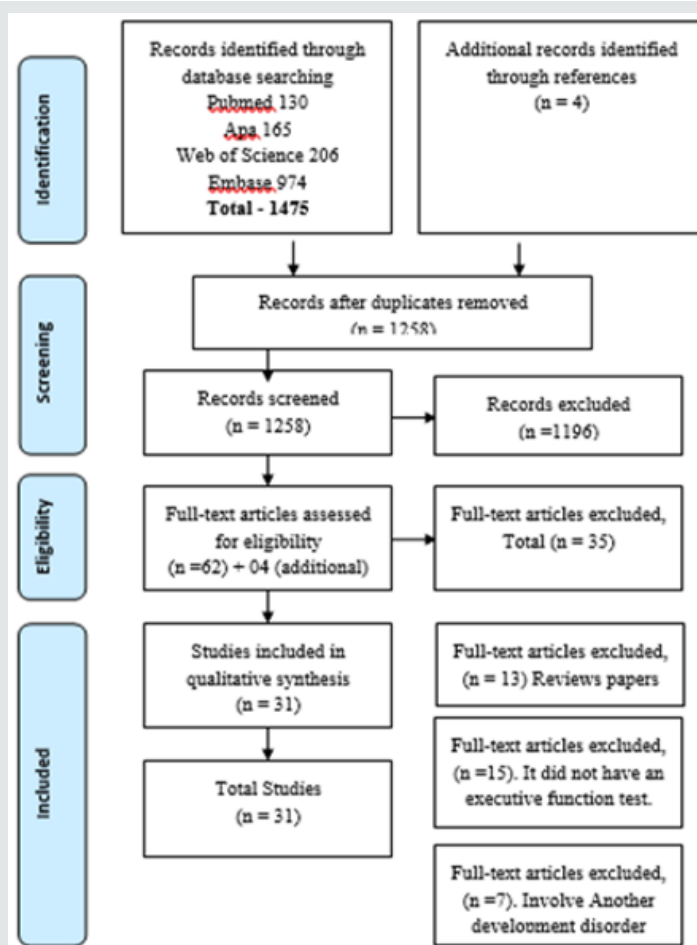 Identification
Records identified through
database searching
Pubmed 130
Apa 165
Web of Science 206
Embase 974
Total - 1475
Additional records identified
through references
(n = 4)
Screening
Records after duplicates removed
(n = 1258)
Records screened
(n = 1258)
Records excluded
(n =1196)
Eligibility
Full-text articles assessed
for eligibility
(n =62) + 04 (additional)
Full-text articles excluded,
Total (n = 35)
Included
Studies included in
qualitative synthesis
(n = 31)
Full-text articles excluded,
(n = 13) Reviews papers
Total Studies
(n = 31)
Full-text articles excluded,
(n =15). It did not have an
executive function test.
Full-text articles excluded,
(n =7). Involve Another
development disorder